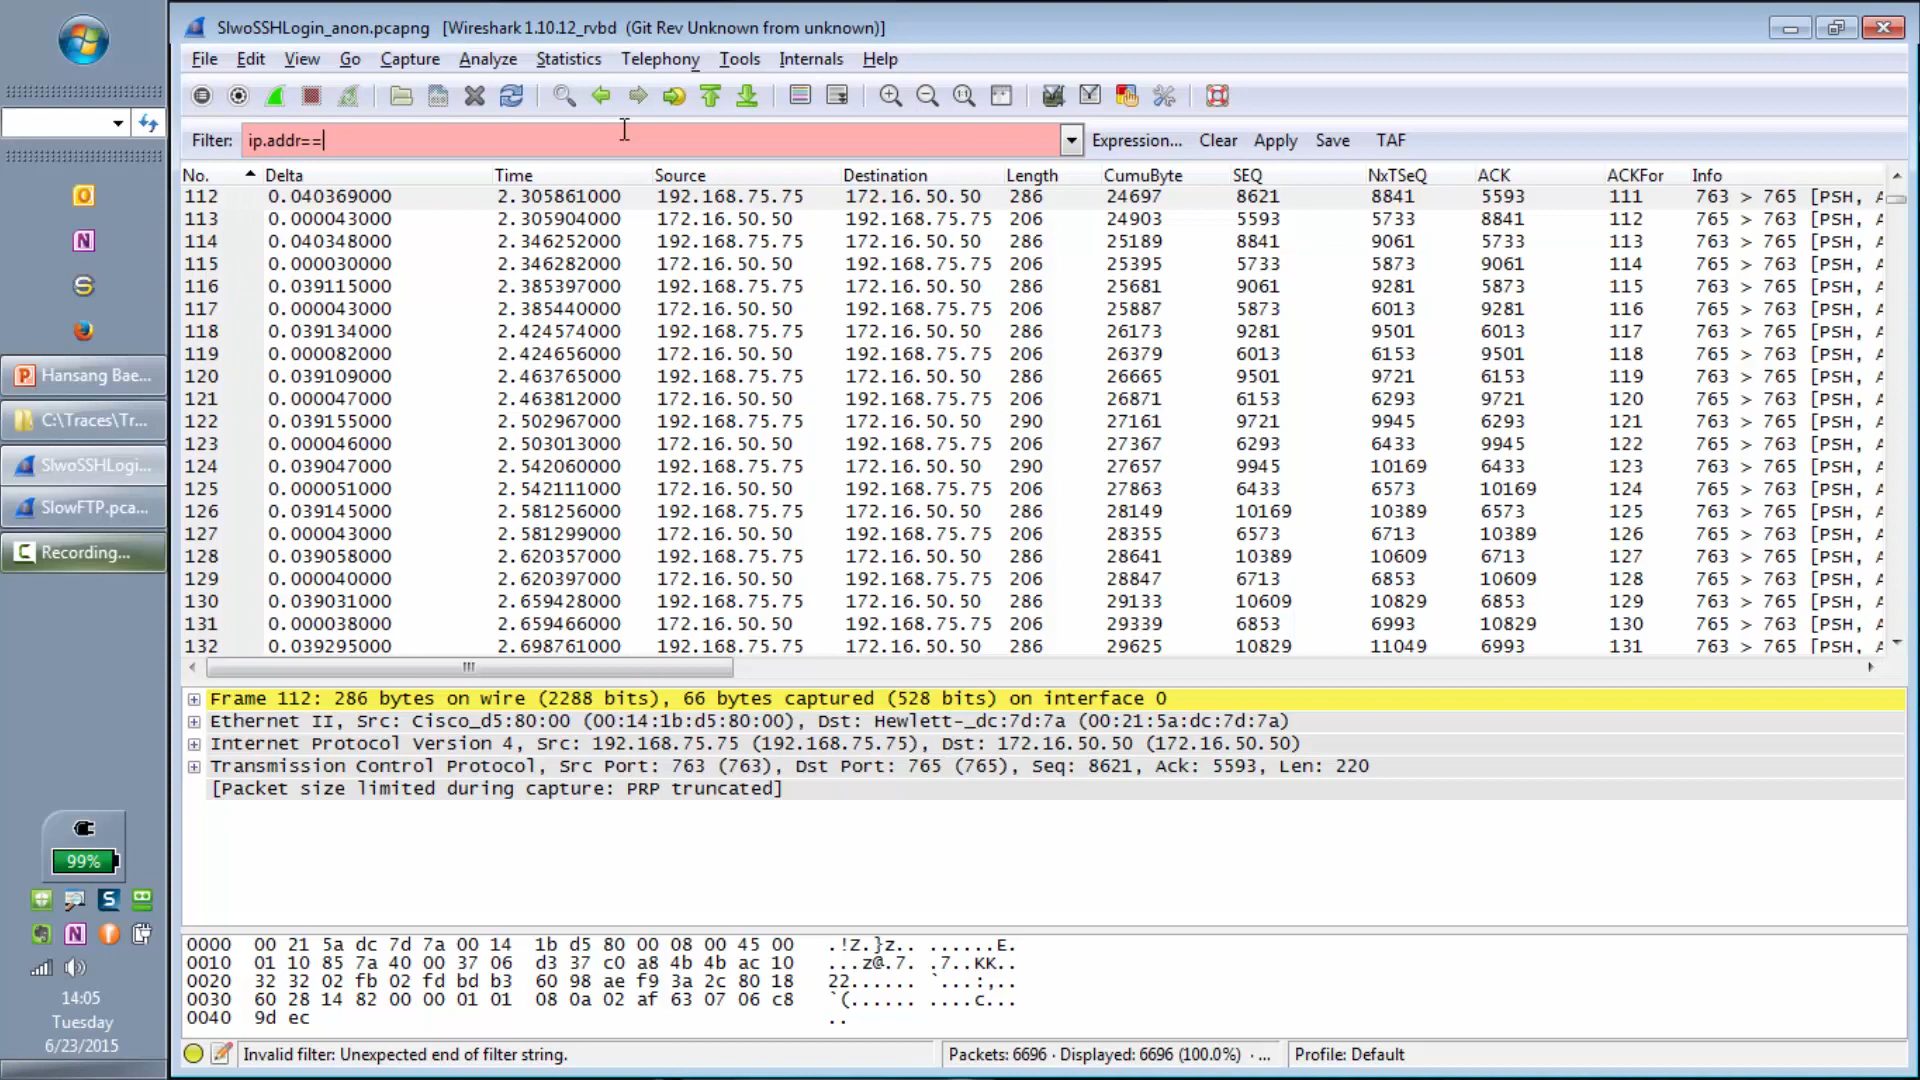 SlwoSSHLogin_anon.pcapng [Wireshark 1.10.12_rvbd (Git Rev Unknown from unknown)]
File Edit View Go Capture Analyze Statistics Telephony Tools Internals Help
Filter: ip.addr== Expression... Clear Apply Save TAF
No. Delta Time Source Destination Length CumuByte SEQ NxTSeQ ACK ACKFor Info
112 0.040369000 2.305861000 192.168.75.75 172.16.50.50 286 24697 8621 8841 5593 111 763 > 765 [PSH, A
113 0.000043000 2.305904000 172.16.50.50 192.168.75.75 206 24903 5593 5733 8841 112 765 > 763 [PSH, A
114 0.040348000 2.346252000 192.168.75.75 172.16.50.50 286 25189 8841 9061 5733 113 763 > 765 [PSH, A
115 0.000030000 2.346282000 172.16.50.50 192.168.75.75 206 25395 5733 5873 9061 114 765 > 763 [PSH, A
116 0.039115000 2.385397000 192.168.75.75 172.16.50.50 286 25681 9061 9281 5873 115 763 > 765 [PSH, A
117 0.000043000 2.385440000 172.16.50.50 192.168.75.75 206 25887 5873 6013 9281 116 765 > 763 [PSH, A
118 0.039134000 2.424574000 192.168.75.75 172.16.50.50 286 26173 9281 9501 6013 117 763 > 765 [PSH, A
119 0.000082000 2.424656000 172.16.50.50 192.168.75.75 206 26379 6013 6153 9501 118 765 > 763 [PSH, A
120 0.039109000 2.463765000 192.168.75.75 172.16.50.50 286 26665 9501 9721 6153 119 763 > 765 [PSH, A
121 0.000047000 2.463812000 172.16.50.50 192.168.75.75 206 26871 6153 6293 9721 120 765 > 763 [PSH, A
122 0.039155000 2.502967000 192.168.75.75 172.16.50.50 290 27161 9721 9945 6293 121 763 > 765 [PSH, A
123 0.000046000 2.503013000 172.16.50.50 192.168.75.75 206 27367 6293 6433 9945 122 765 > 763 [PSH, A
124 0.039047000 2.542060000 192.168.75.75 172.16.50.50 290 27657 9945 10169 6433 123 763 > 765 [PSH, A
125 0.000051000 2.542111000 172.16.50.50 192.168.75.75 206 27863 6433 6573 10169 124 765 > 763 [PSH, A
126 0.039145000 2.581256000 192.168.75.75 172.16.50.50 286 28149 10169 10389 6573 125 763 > 765 [PSH, A
127 0.000043000 2.581299000 172.16.50.50 192.168.75.75 206 28355 6573 6713 10389 126 765 > 763 [PSH, A
128 0.039058000 2.620357000 192.168.75.75 172.16.50.50 286 28641 10389 10609 6713 127 763 > 765 [PSH, A
129 0.000040000 2.620397000 172.16.50.50 192.168.75.75 206 28847 6713 6853 10609 128 765 > 763 [PSH, A
130 0.039031000 2.659428000 192.168.75.75 172.16.50.50 286 29133 10609 10829 6853 129 763 > 765 [PSH, A
131 0.000038000 2.659466000 172.16.50.50 192.168.75.75 206 29339 6853 6993 10829 130 765 > 763 [PSH, A
132 0.039295000 2.698761000 192.168.75.75 172.16.50.50 286 29625 10829 11049 6993 131 763 > 765 [PSH, A
Frame 112: 286 bytes on wire (2288 bits), 66 bytes captured (528 bits) on interface 0
Ethernet II, Src: Cisco_d5:80:00 (00:14:1b:d5:80:00), Dst: Hewlett-_dc:7d:7a (00:21:5a:dc:7d:7a)
Internet Protocol Version 4, Src: 192.168.75.75 (192.168.75.75), Dst: 172.16.50.50 (172.16.50.50)
Transmission Control Protocol, Src Port: 763 (763), Dst Port: 765 (765), Seq: 8621, Ack: 5593, Len: 220
[Packet size limited during capture: PRP truncated]
0000 00 21 5a dc 7d 7a 00 14 1b d5 80 00 08 00 45 00 .!Z.}z.. ......E.
0010 01 10 85 7a 40 00 37 06 d3 37 c0 a8 4b 4b ac 10 ...z@.7. .7..KK..
0020 32 32 02 fb 02 fd bd b3 60 98 ae f9 3a 2c 80 18 22...... `...:,..
0030 60 28 14 82 00 00 01 01 08 0a 02 af 63 07 06 c8 `(...... ....c...
0040 9d ec ..
Invalid filter: Unexpected end of filter string. Packets: 6696 · Displayed: 6696 (100.0%) · ... Profile: Default
Hansang Bae...
C:\Traces\Tr...
SlwoSSHLogi...
SlowFTP.pca...
Recording...
99%
14:05
Tuesday
6/23/2015